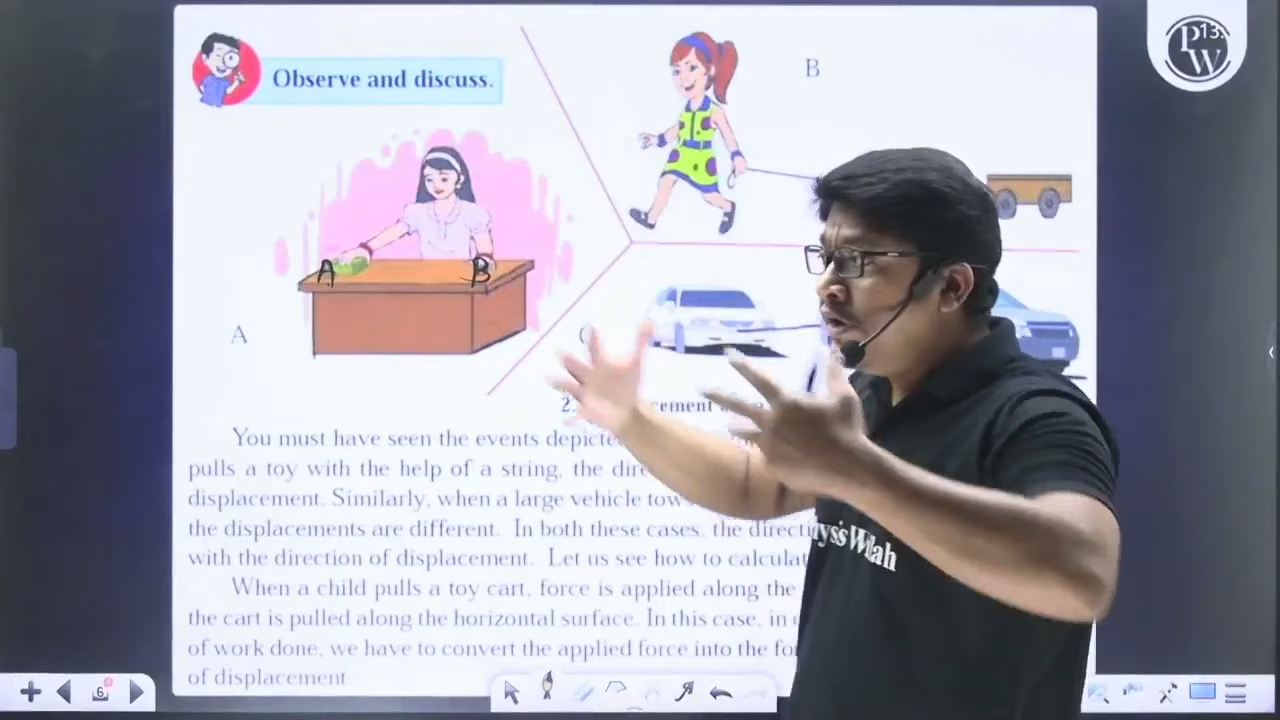 Observe and discuss.
B
13.
PW
A
B
A
2.
cement
You must have seen the events depicte
pulls a toy with the help of a string, the dire
displacement. Similarly, when a large vehicle tow
the displacements are different. In both these cases, the directi
with the direction of displacement. Let us see how to calculat
When a child pulls a toy cart, force is applied along the
the cart is pulled along the horizontal surface. In this case, in
of work done, we have to convert the applied force into the fo
of displacement
ysics Wallah
6